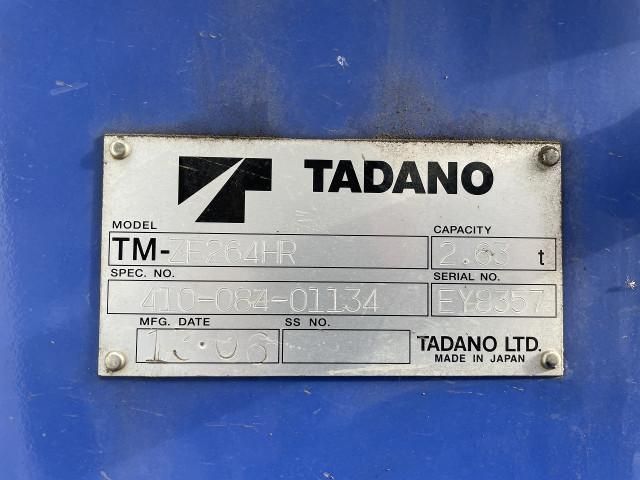 TADANO
MODEL CAPACITY
TM-ZE264HR 2.63 t
SPEC. NO. SERIAL NO.
410-084-01134 EY8357
MFG. DATE SS NO.
13.06
TADANO LTD.
MADE IN JAPAN